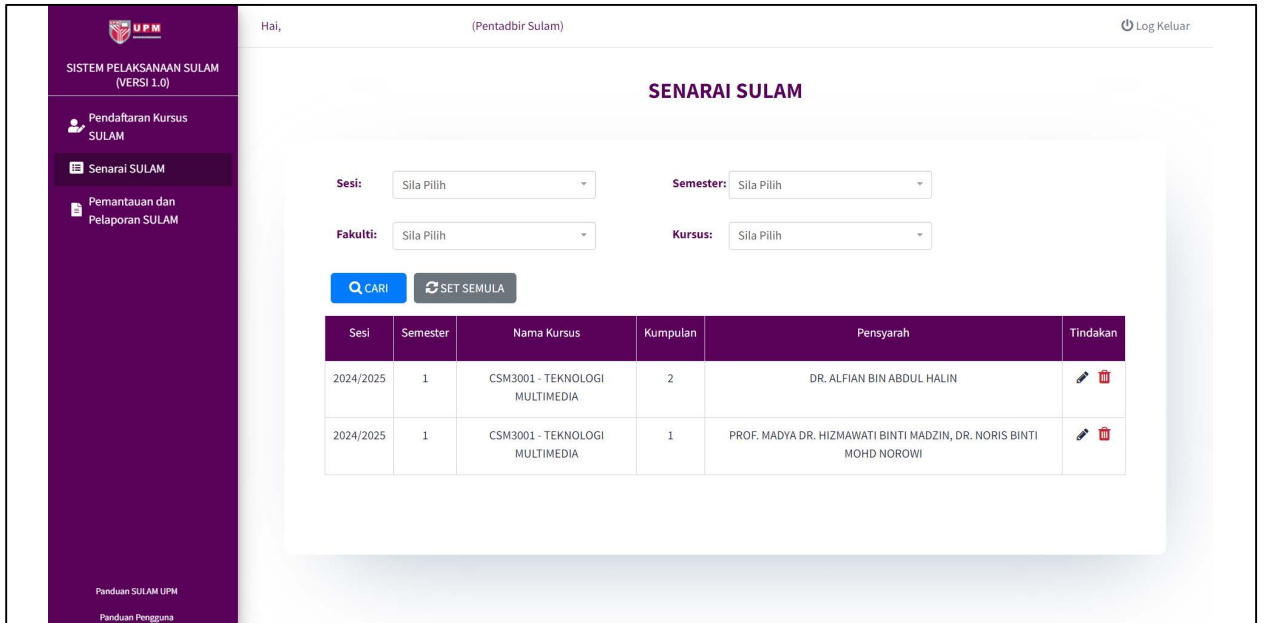 UPM
Hai,
(Pentadbir Sulam)
Log Keluar
SISTEM PELAKSANAAN SULAM
(VERSI 1.0)
Pendaftaran Kursus
SULAM
Senarai SULAM
Pemantauan dan
Pelaporan SULAM
Panduan SULAM UPM
Panduan Pengguna
SENARAI SULAM
Sesi: Sila Pilih
Semester: Sila Pilih
Fakulti: Sila Pilih
Kursus: Sila Pilih
CARI
SET SEMULA
Sesi Semester Nama Kursus Kumpulan Pensyarah Tindakan
2024/2025 1 CSM3001 - TEKNOLOGI 2 DR. ALFIAN BIN ABDUL HALIN
MULTIMEDIA
2024/2025 1 CSM3001 - TEKNOLOGI 1 PROF. MADYA DR. HIZMAWATI BINTI MADZIN, DR. NORIS BINTI
MULTIMEDIA MOHD NOROWI